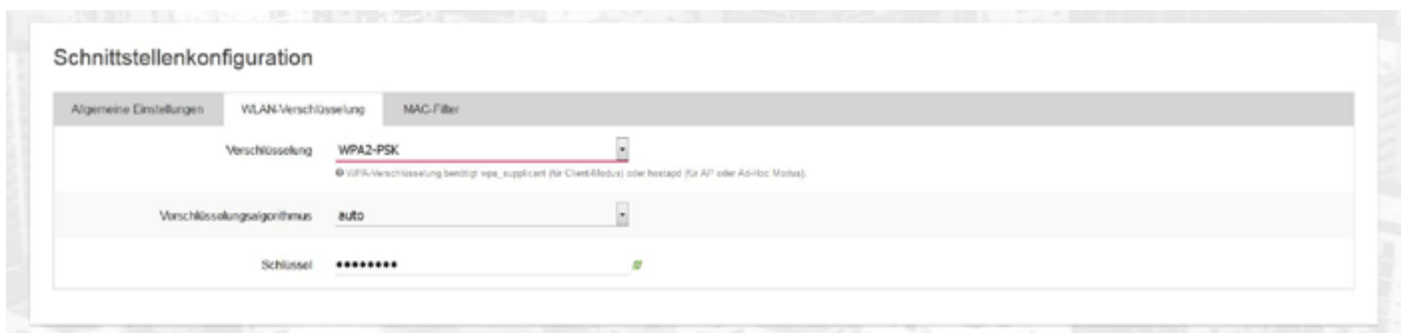 Schnittstellenkonfiguration
Allgemeine Einstellungen WLAN-Verschlüsselung MAC-Filter
Verschlüsselung WPA2-PSK
WPA-Verschlüsselung benötigt wpa_supplicant (für Client-Modus) oder hostapd (für AP oder Ad-Hoc Modus).
Verschlüsselungsalgorithmus auto
Schlüssel ••••••••